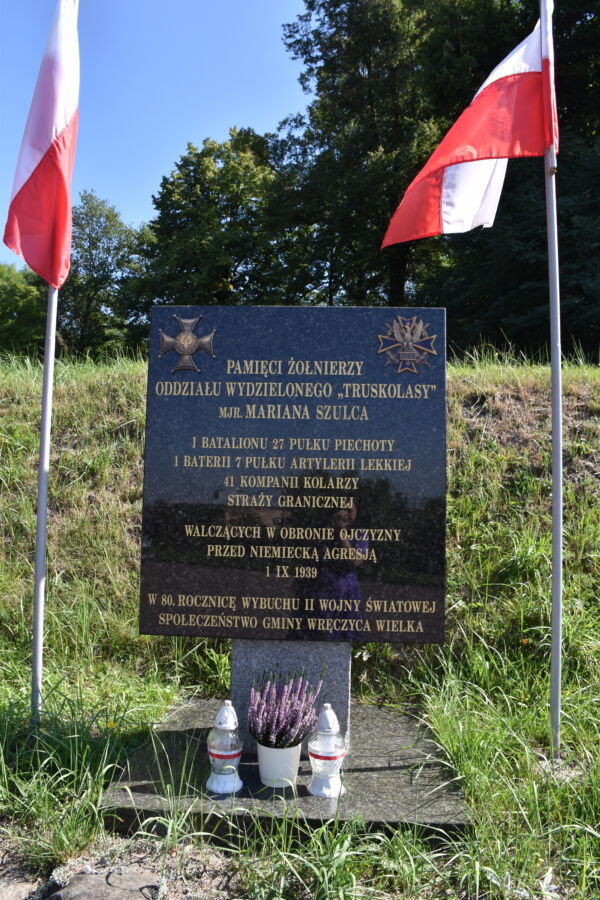 PAMIĘCI ŻOŁNIERZY
ODDZIAŁU WYDZIELONEGO „TRUSKOLASY”
MJR. MARIANA SZULCA
I BATALIONU 27 PUŁKU PIECHOTY
1 BATERII 7 PUŁKU ARTYLERII LEKKIEJ
41 KOMPANII KOLARZY
STRAŻY GRANICZNEJ
WALCZĄCYCH W OBRONIE OJCZYZNY
PRZED NIEMIECKĄ AGRESJĄ
1 IX 1939
W 80. ROCZNICĘ WYBUCHU II WOJNY ŚWIATOWEJ
SPOŁECZEŃSTWO GMINY WRĘCZYCA WIELKA